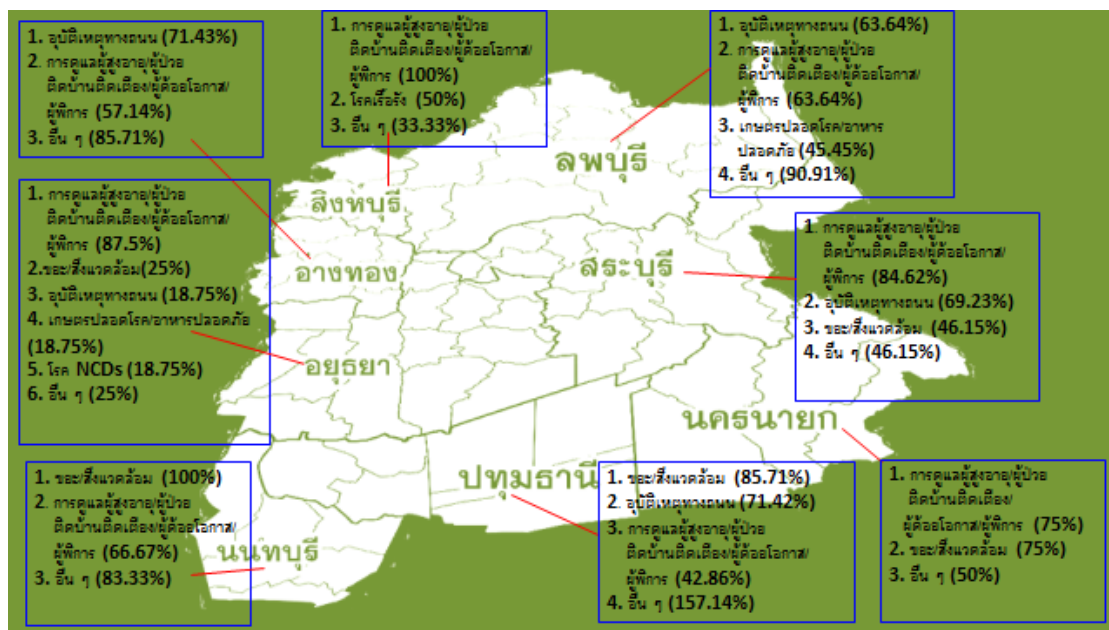 1. อุบัติเหตุทางถนน (71.43%)
2. การดูแลผู้สูงอายุ/ผู้ป่วย
ติดบ้านติดเตียง/ผู้ด้อยโอกาส/
ผู้พิการ (57.14%)
3. อื่น ๆ (85.71%)
1. การดูแลผู้สูงอายุ/ผู้ป่วย
ติดบ้านติดเตียง/ผู้ด้อยโอกาส/
ผู้พิการ (100%)
2. โรคเรื้อรัง (50%)
3. อื่น ๆ (33.33%)
1. อุบัติเหตุทางถนน (63.64%)
2. การดูแลผู้สูงอายุ/ผู้ป่วย
ติดบ้านติดเตียง/ผู้ด้อยโอกาส/
ผู้พิการ (63.64%)
3. เกษตรปลอดโรค/อาหาร
ปลอดภัย (45.45%)
4. อื่น ๆ (90.91%)
ลพบุรี
สิงหบุรี
อางทอง
สระบุรี
อยุธยา
นครนายก
ปทุมธานี
นนทบุรี
1. การดูแลผู้สูงอายุ/ผู้ป่วย
ติดบ้านติดเตียง/ผู้ด้อยโอกาส/
ผู้พิการ (87.5%)
2.ขยะ/สิ่งแวดล้อม(25%)
3. อุบัติเหตุทางถนน (18.75%)
4. เกษตรปลอดโรค/อาหารปลอดภัย
(18.75%)
5. โรค NCDs (18.75%)
6. อื่น ๆ (25%)
1. การดูแลผู้สูงอายุ/ผู้ป่วย
ติดบ้านติดเตียง/ผู้ด้อยโอกาส/
ผู้พิการ (84.62%)
2. อุบัติเหตุทางถนน (69.23%)
3. ขยะ/สิ่งแวดล้อม (46.15%)
4. อื่น ๆ (46.15%)
1. ขยะ/สิ่งแวดล้อม (100%)
2. การดูแลผู้สูงอายุ/ผู้ป่วย
ติดบ้านติดเตียง/ผู้ด้อยโอกาส/
ผู้พิการ (66.67%)
3. อื่น ๆ (83.33%)
1. ขยะ/สิ่งแวดล้อม (85.71%)
2. อุบัติเหตุทางถนน (71.42%)
3. การดูแลผู้สูงอายุ/ผู้ป่วย
ติดบ้านติดเตียง/ผู้ด้อยโอกาส/
ผู้พิการ (42.86%)
4. อื่น ๆ (157.14%)
1. การดูแลผู้สูงอายุ/ผู้ป่วย
ติดบ้านติดเตียง/
ผู้ด้อยโอกาส/ผู้พิการ (75%)
2. ขยะ/สิ่งแวดล้อม (75%)
3. อื่น ๆ (50%)